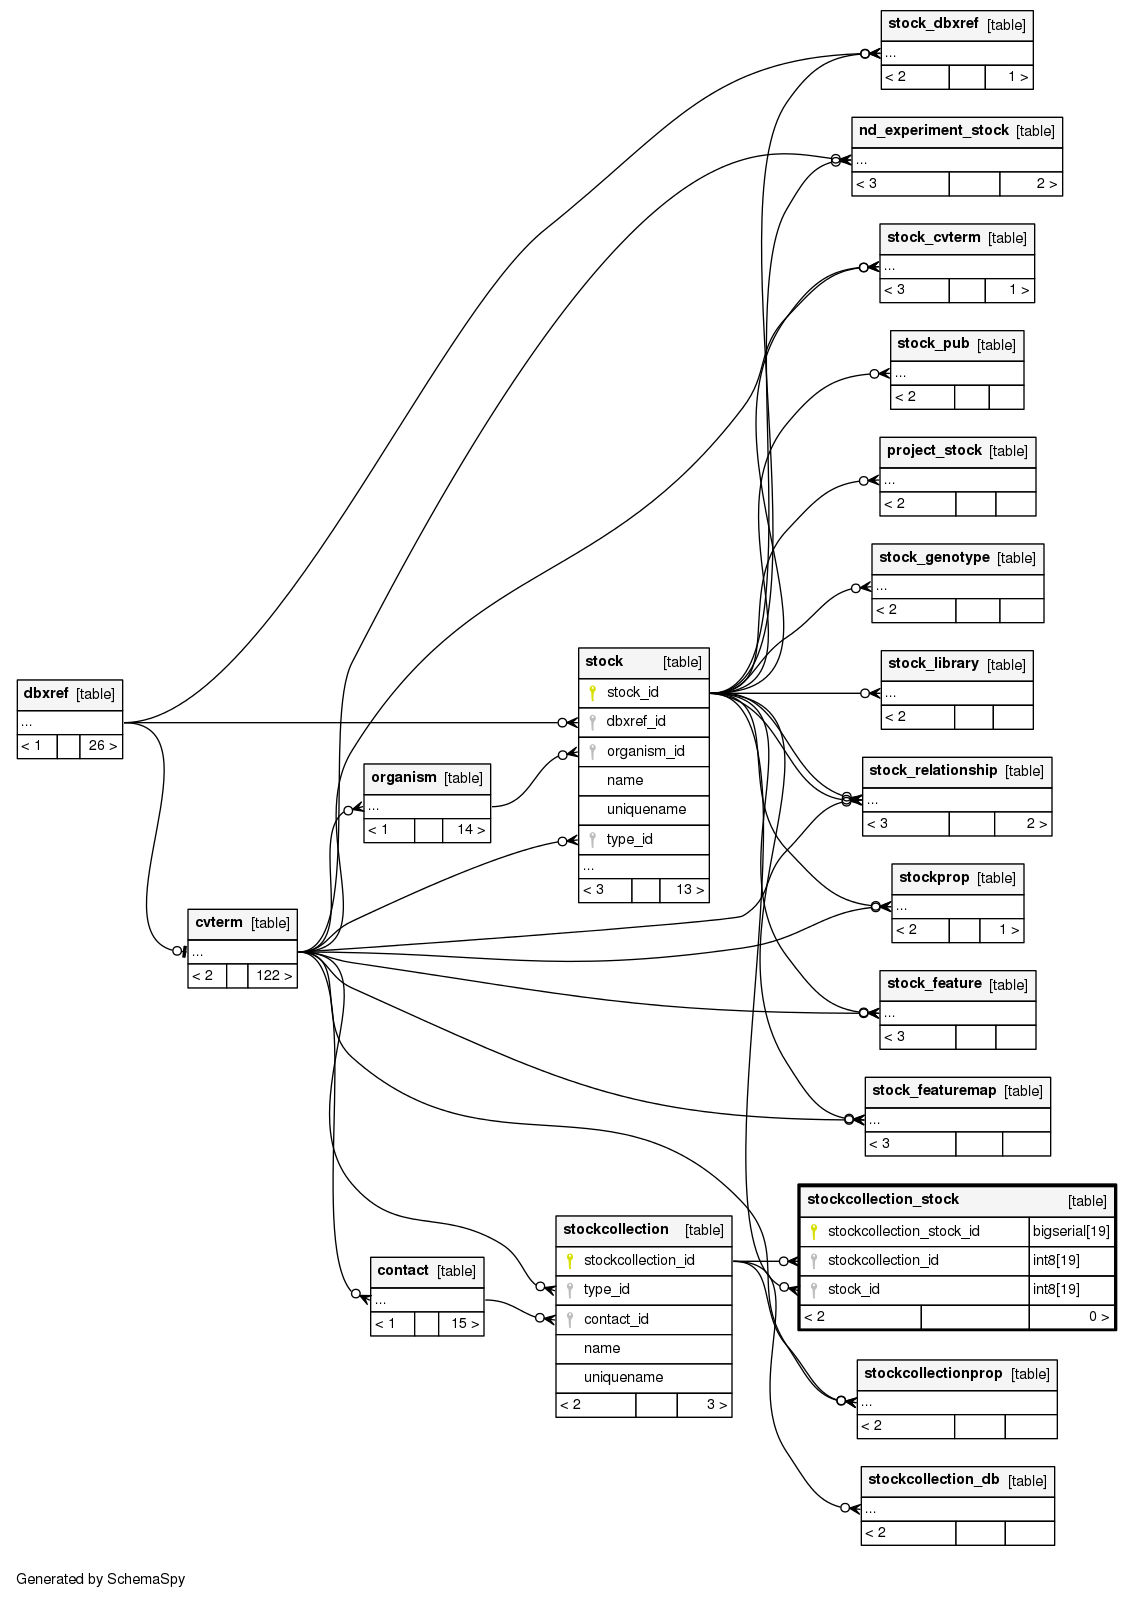 stock_dbxref [table]
...
< 2 1 >
nd_experiment_stock [table]
...
< 3 2 >
stock_cvterm [table]
...
< 3 1 >
stock_pub [table]
...
< 2
project_stock [table]
...
< 2
stock_genotype [table]
...
< 2
stock_library [table]
...
< 2
stock_relationship [table]
...
< 3 2 >
stockprop [table]
...
< 2 1 >
stock_feature [table]
...
< 3
stock_featuremap [table]
...
< 3
stock [table]
stock_id
dbxref_id
organism_id
name
uniquename
type_id
...
< 3 13 >
dbxref [table]
...
< 1 26 >
organism [table]
...
< 1 14 >
cvterm [table]
...
< 2 122 >
contact [table]
...
< 1 15 >
stockcollection [table]
stockcollection_id
type_id
contact_id
name
uniquename
< 2 3 >
stockcollection_stock [table]
stockcollection_stock_id bigserial[19]
stockcollection_id int8[19]
stock_id int8[19]
< 2 0 >
stockcollectionprop [table]
...
< 2
stockcollection_db [table]
...
< 2
Generated by SchemaSpy